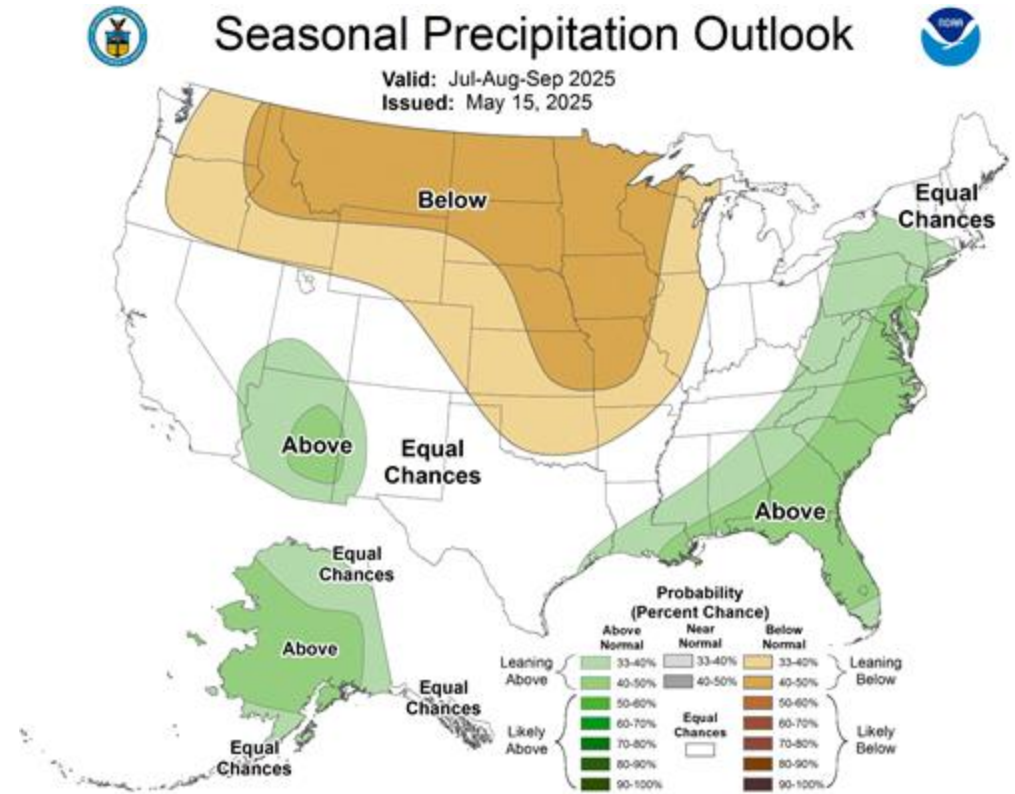 Seasonal Precipitation Outlook
NOAA
Valid: Jul-Aug-Sep 2025
Issued: May 15, 2025
Below
Equal
Chances
Above
Equal
Chances
Above
Equal
Chances
Above
Equal
Chances
Equal
Chances
Probability
(Percent Chance)
Above
Normal
Near
Normal
Below
Normal
Leaning
Above
33-40% 33-40% 33-40%
40-50% 40-50% 40-50%
Leaning
Below
Likely
Above
50-60% 50-60%
60-70% 60-70%
70-80% 70-80%
80-90% 80-90%
90-100% 90-100%
Equal
Chances
Likely
Below